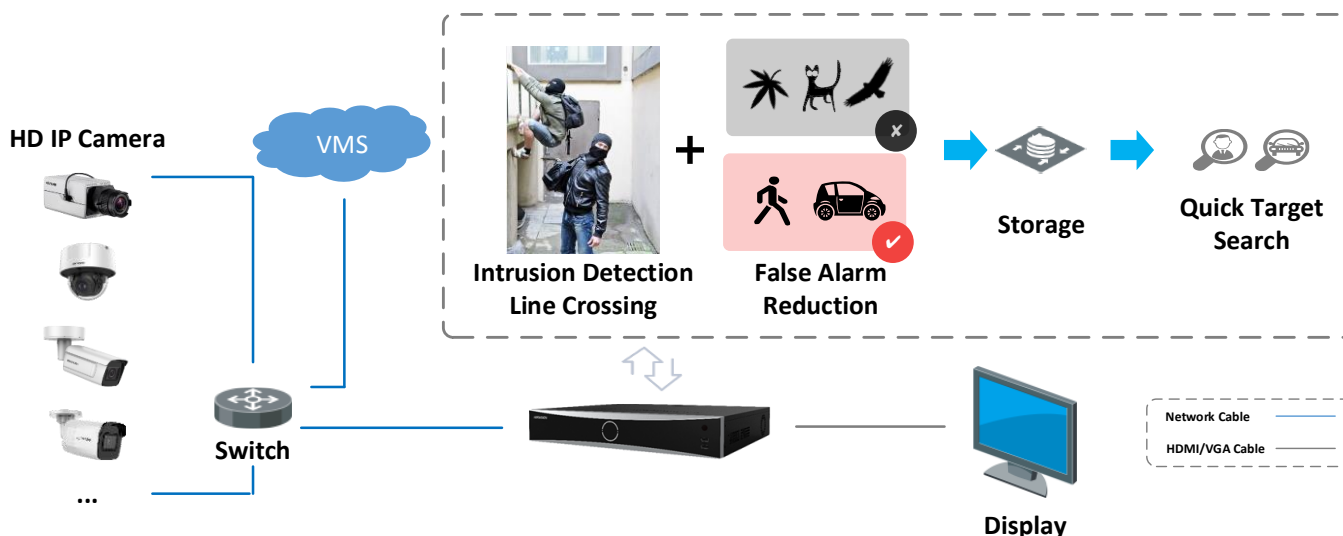 HD IP Camera
VMS
Intrusion Detection
Line Crossing
+
False Alarm
Reduction
Storage
Quick Target
Search
Switch
...
Display
Network Cable
HDMI/VGA Cable